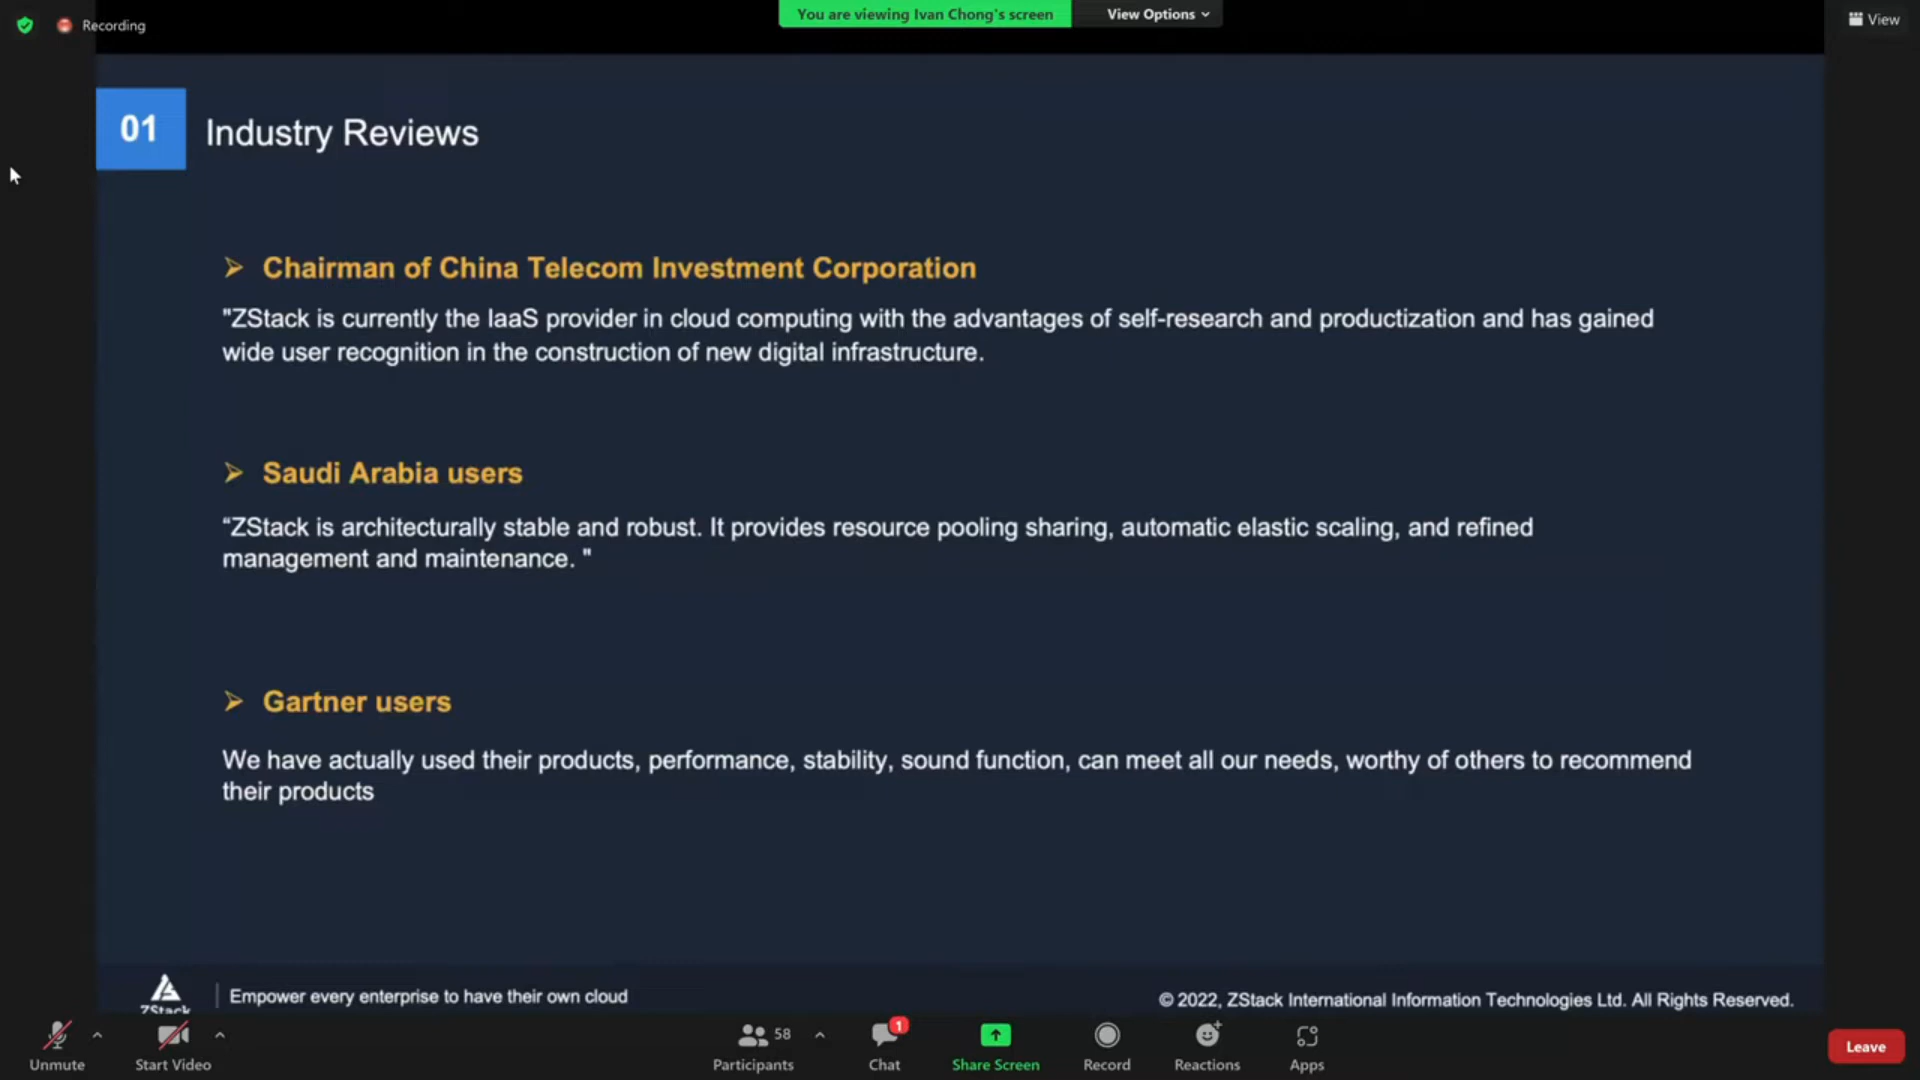 Recording
You are viewing Ivan Chong's screen
View Options
View
01
Industry Reviews
Chairman of China Telecom Investment Corporation
"ZStack is currently the IaaS provider in cloud computing with the advantages of self-research and productization and has gained
wide user recognition in the construction of new digital infrastructure.
Saudi Arabia users
“ZStack is architecturally stable and robust. It provides resource pooling sharing, automatic elastic scaling, and refined
management and maintenance. "
Gartner users
We have actually used their products, performance, stability, sound function, can meet all our needs, worthy of others to recommend
their products
ZStack
Empower every enterprise to have their own cloud
© 2022, ZStack International Information Technologies Ltd. All Rights Reserved.
Unmute
Start Video
58
Participants
1
Chat
Share Screen
Record
Reactions
Apps
Leave